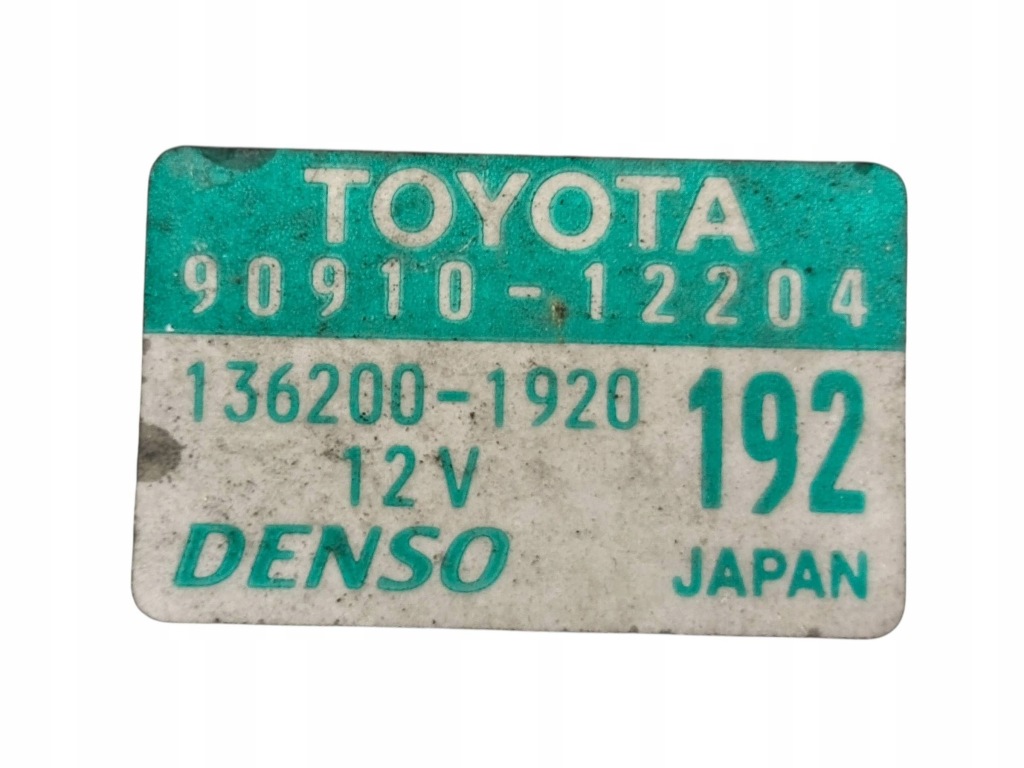 TOYOTA
90910-12204
136200-1920
192
12V
DENSO
JAPAN